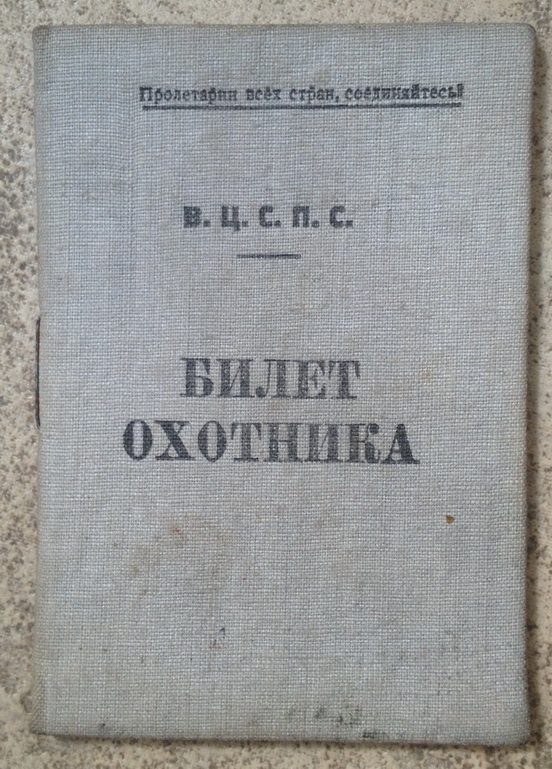 Пролетарии всех стран, соединяйтесь!
В. Ц. С. П. С.
БИЛЕТ
ОХОТНИКА